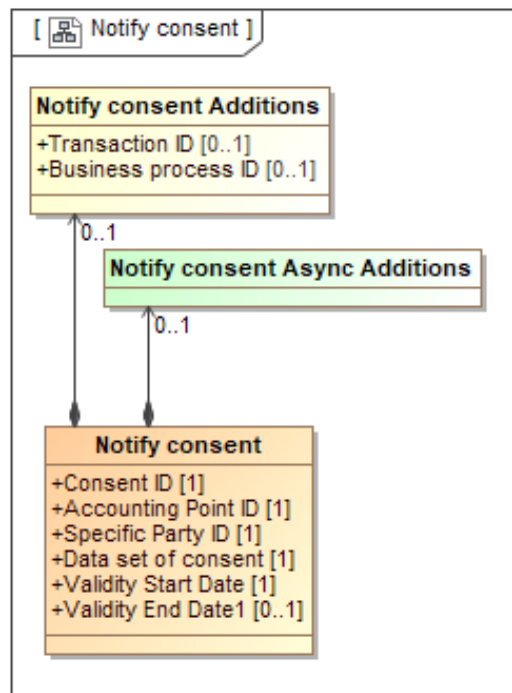 [ Notify consent ]
Notify consent Additions
+Transaction ID [0..1]
+Business process ID [0..1]
0..1
Notify consent Async Additions
0..1
Notify consent
+Consent ID [1]
+Accounting Point ID [1]
+Specific Party ID [1]
+Data set of consent [1]
+Validity Start Date [1]
+Validity End Date1 [0..1]